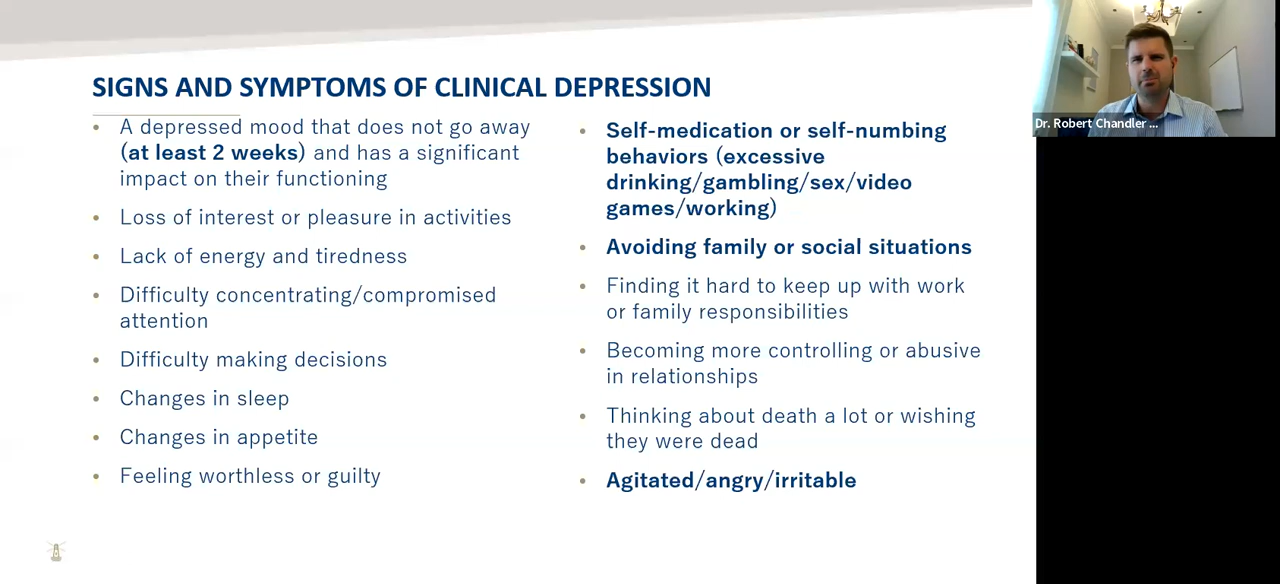 SIGNS AND SYMPTOMS OF CLINICAL DEPRESSION
• A depressed mood that does not go away
(at least 2 weeks) and has a significant
impact on their functioning
• Loss of interest or pleasure in activities
• Lack of energy and tiredness
• Difficulty concentrating/compromised
attention
• Difficulty making decisions
• Changes in sleep
• Changes in appetite
• Feeling worthless or guilty
• Self-medication or self-numbing
behaviors (excessive
drinking/gambling/sex/video
games/working)
• Avoiding family or social situations
• Finding it hard to keep up with work
or family responsibilities
• Becoming more controlling or abusive
in relationships
• Thinking about death a lot or wishing
they were dead
• Agitated/angry/irritable
Dr. Robert Chandler ...